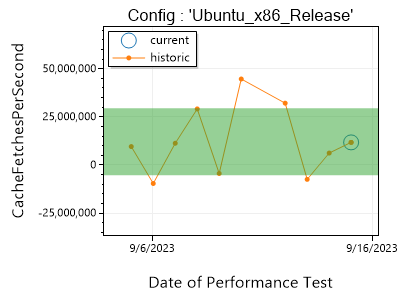 Config : 'Ubuntu_x86_Release'
current
historic
CacheFetchesPerSecond
50,000,000
25,000,000
0
-25,000,000
9/6/2023
9/16/2023
Date of Performance Test